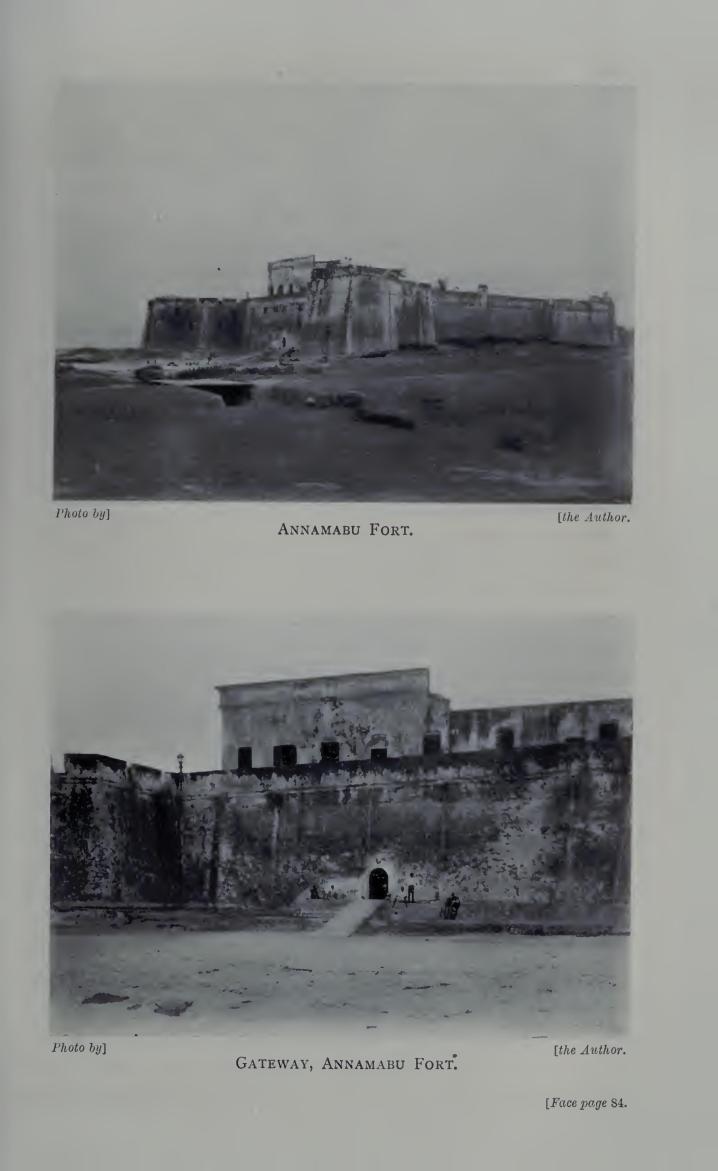 Photo by] [the Author.
ANNAMABU FORT.
Photo by] [the Author.
GATEWAY, ANNAMABU FORT.
[Face page 84.